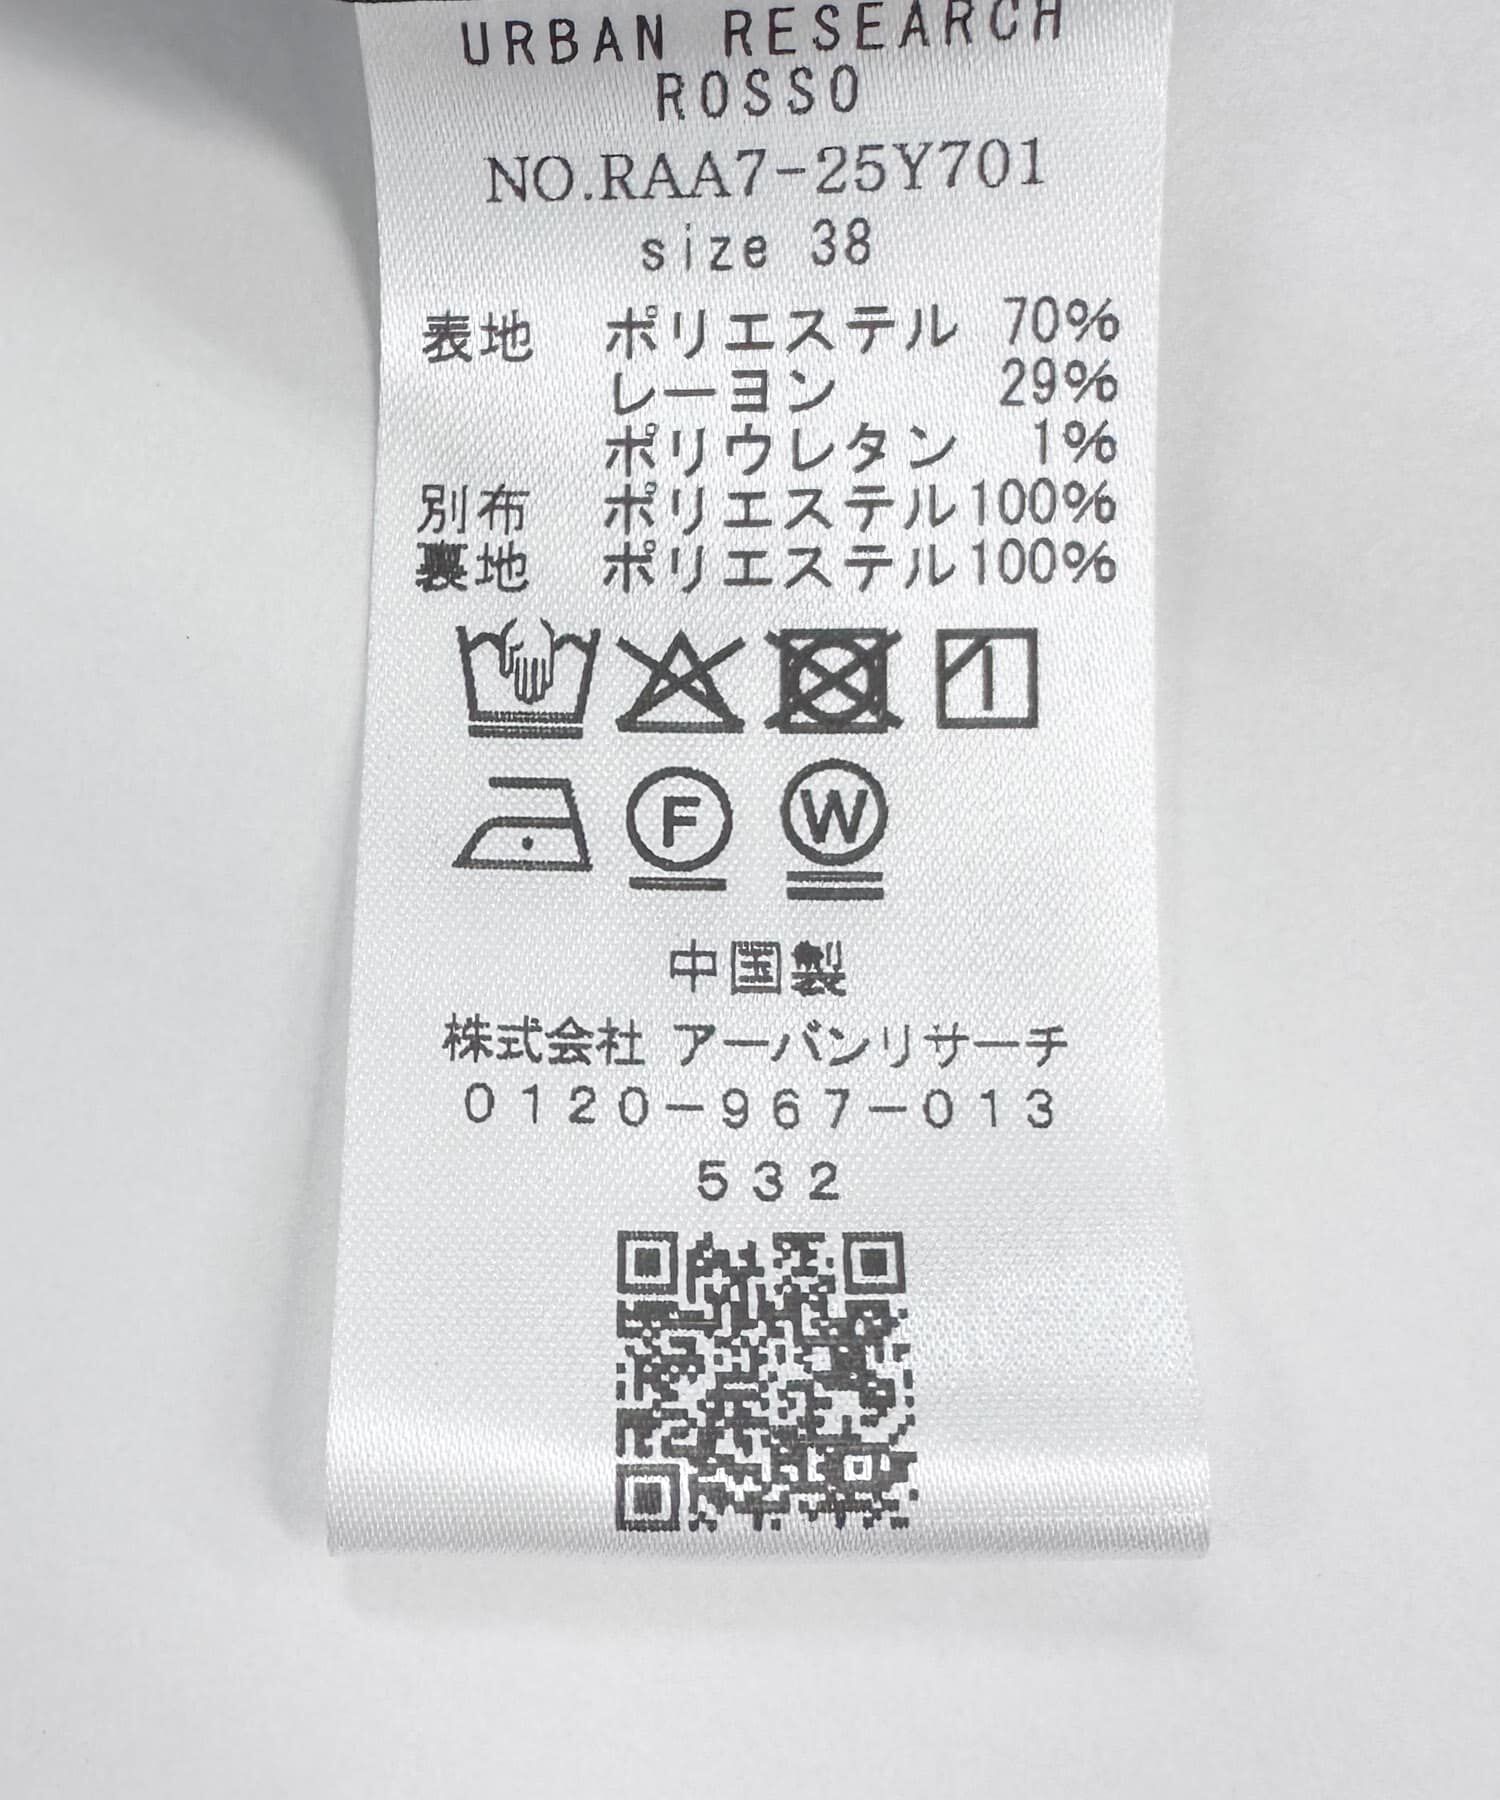 URBAN RESEARCH
ROSSO
NO.RAA7-25Y701
size 38
表地 ポリエステル 70%
レーヨン 29%
ポリウレタン 1%
別布 ポリエステル100%
裏地 ポリエステル100%
F W
中国製
株式会社 アーバンリサーチ
0120-967-013
532